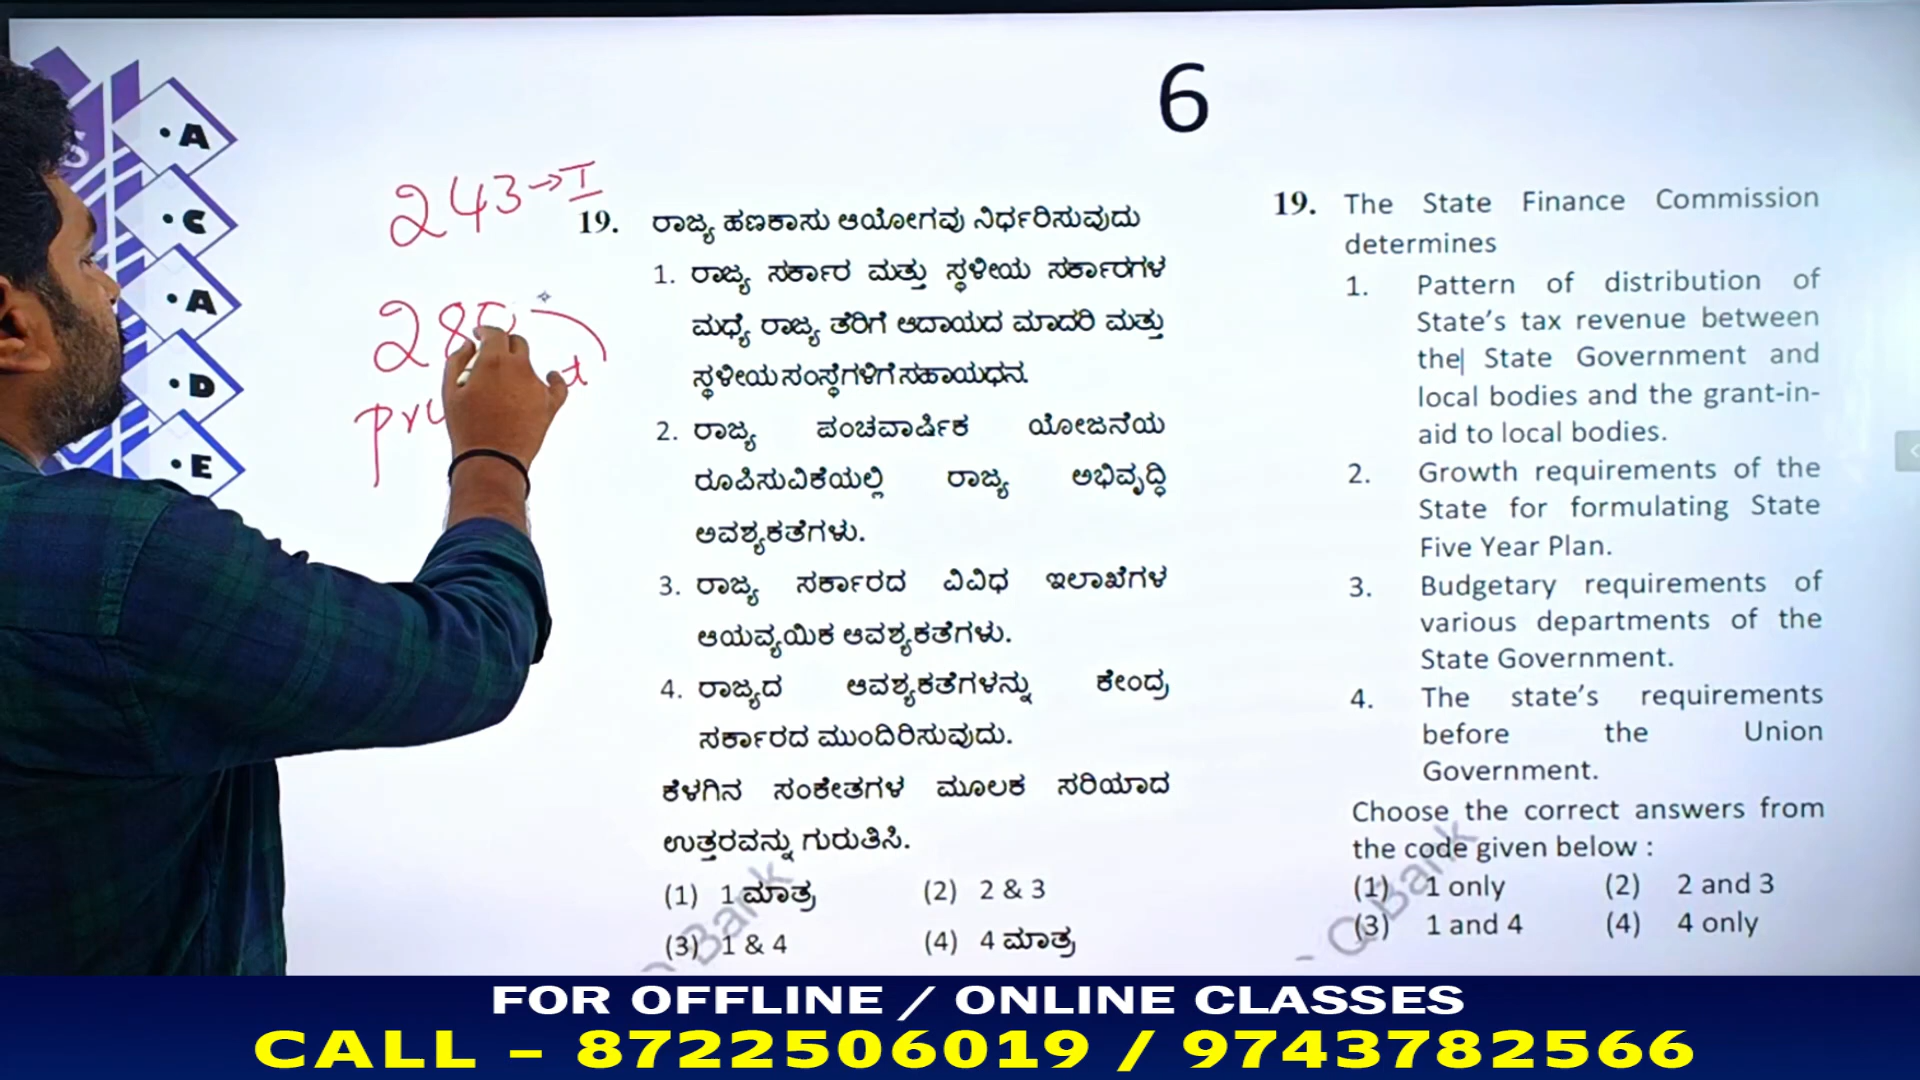 6
• A
• C
• A
• D
• E
243 → I
280
19. ರಾಜ್ಯ ಹಣಕಾಸು ಆಯೋಗವು ನಿರ್ಧರಿಸುವುದು
1. ರಾಜ್ಯ ಸರ್ಕಾರ ಮತ್ತು ಸ್ಥಳೀಯ ಸರ್ಕಾರಗಳ
ಮಧ್ಯೆ ರಾಜ್ಯ ತೆರಿಗೆ ಆದಾಯದ ಮಾದರಿ ಮತ್ತು
ಸ್ಥಳೀಯ ಸಂಸ್ಥೆಗಳಿಗೆ ಸಹಾಯಧನ.
2. ರಾಜ್ಯ ಪಂಚವಾರ್ಷಿಕ ಯೋಜನೆಯ
ರೂಪಿಸುವಿಕೆಯಲ್ಲಿ ರಾಜ್ಯ ಅಭಿವೃದ್ಧಿ
ಅವಶ್ಯಕತೆಗಳು.
3. ರಾಜ್ಯ ಸರ್ಕಾರದ ವಿವಿಧ ಇಲಾಖೆಗಳ
ಆಯವ್ಯಯಿಕ ಆವಶ್ಯಕತೆಗಳು.
4. ರಾಜ್ಯದ ಆವಶ್ಯಕತೆಗಳನ್ನು ಕೇಂದ್ರ
ಸರ್ಕಾರದ ಮುಂದಿರಿಸುವುದು.
ಕೆಳಗಿನ ಸಂಕೇತಗಳ ಮೂಲಕ ಸರಿಯಾದ
ಉತ್ತರವನ್ನು ಗುರುತಿಸಿ.
(1) 1 ಮಾತ್ರ (2) 2 & 3
(3) 1 & 4 (4) 4 ಮಾತ್ರ
19. The State Finance Commission
determines
1. Pattern of distribution of
State's tax revenue between
the State Government and
local bodies and the grant-in-
aid to local bodies.
2. Growth requirements of the
State for formulating State
Five Year Plan.
3. Budgetary requirements of
various departments of the
State Government.
4. The state's requirements
before the Union
Government.
Choose the correct answers from
the code given below :
(1) 1 only (2) 2 and 3
(3) 1 and 4 (4) 4 only
FOR OFFLINE / ONLINE CLASSES
CALL – 8722506019 / 9743782566